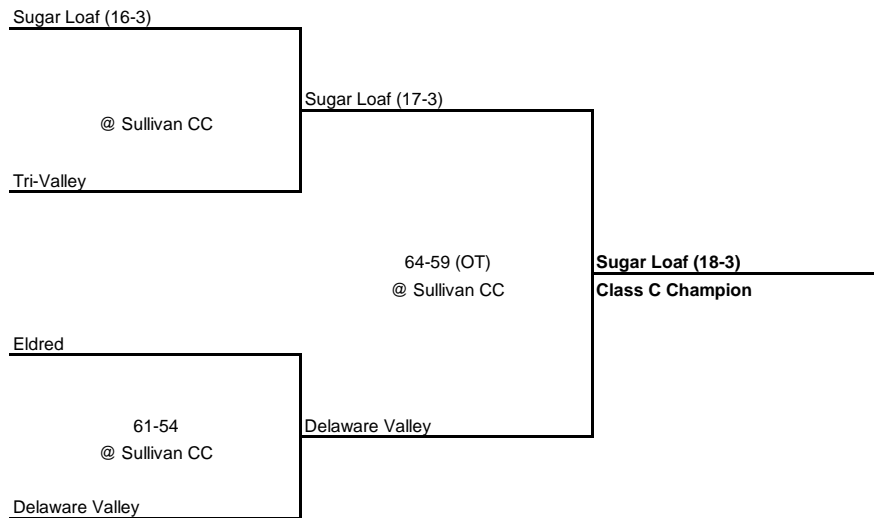 Sugar Loaf (16-3)
@ Sullivan CC
Tri-Valley
Sugar Loaf (17-3)
64-59 (OT)
@ Sullivan CC
Sugar Loaf (18-3)
Class C Champion
Eldred
61-54
@ Sullivan CC
Delaware Valley
Delaware Valley